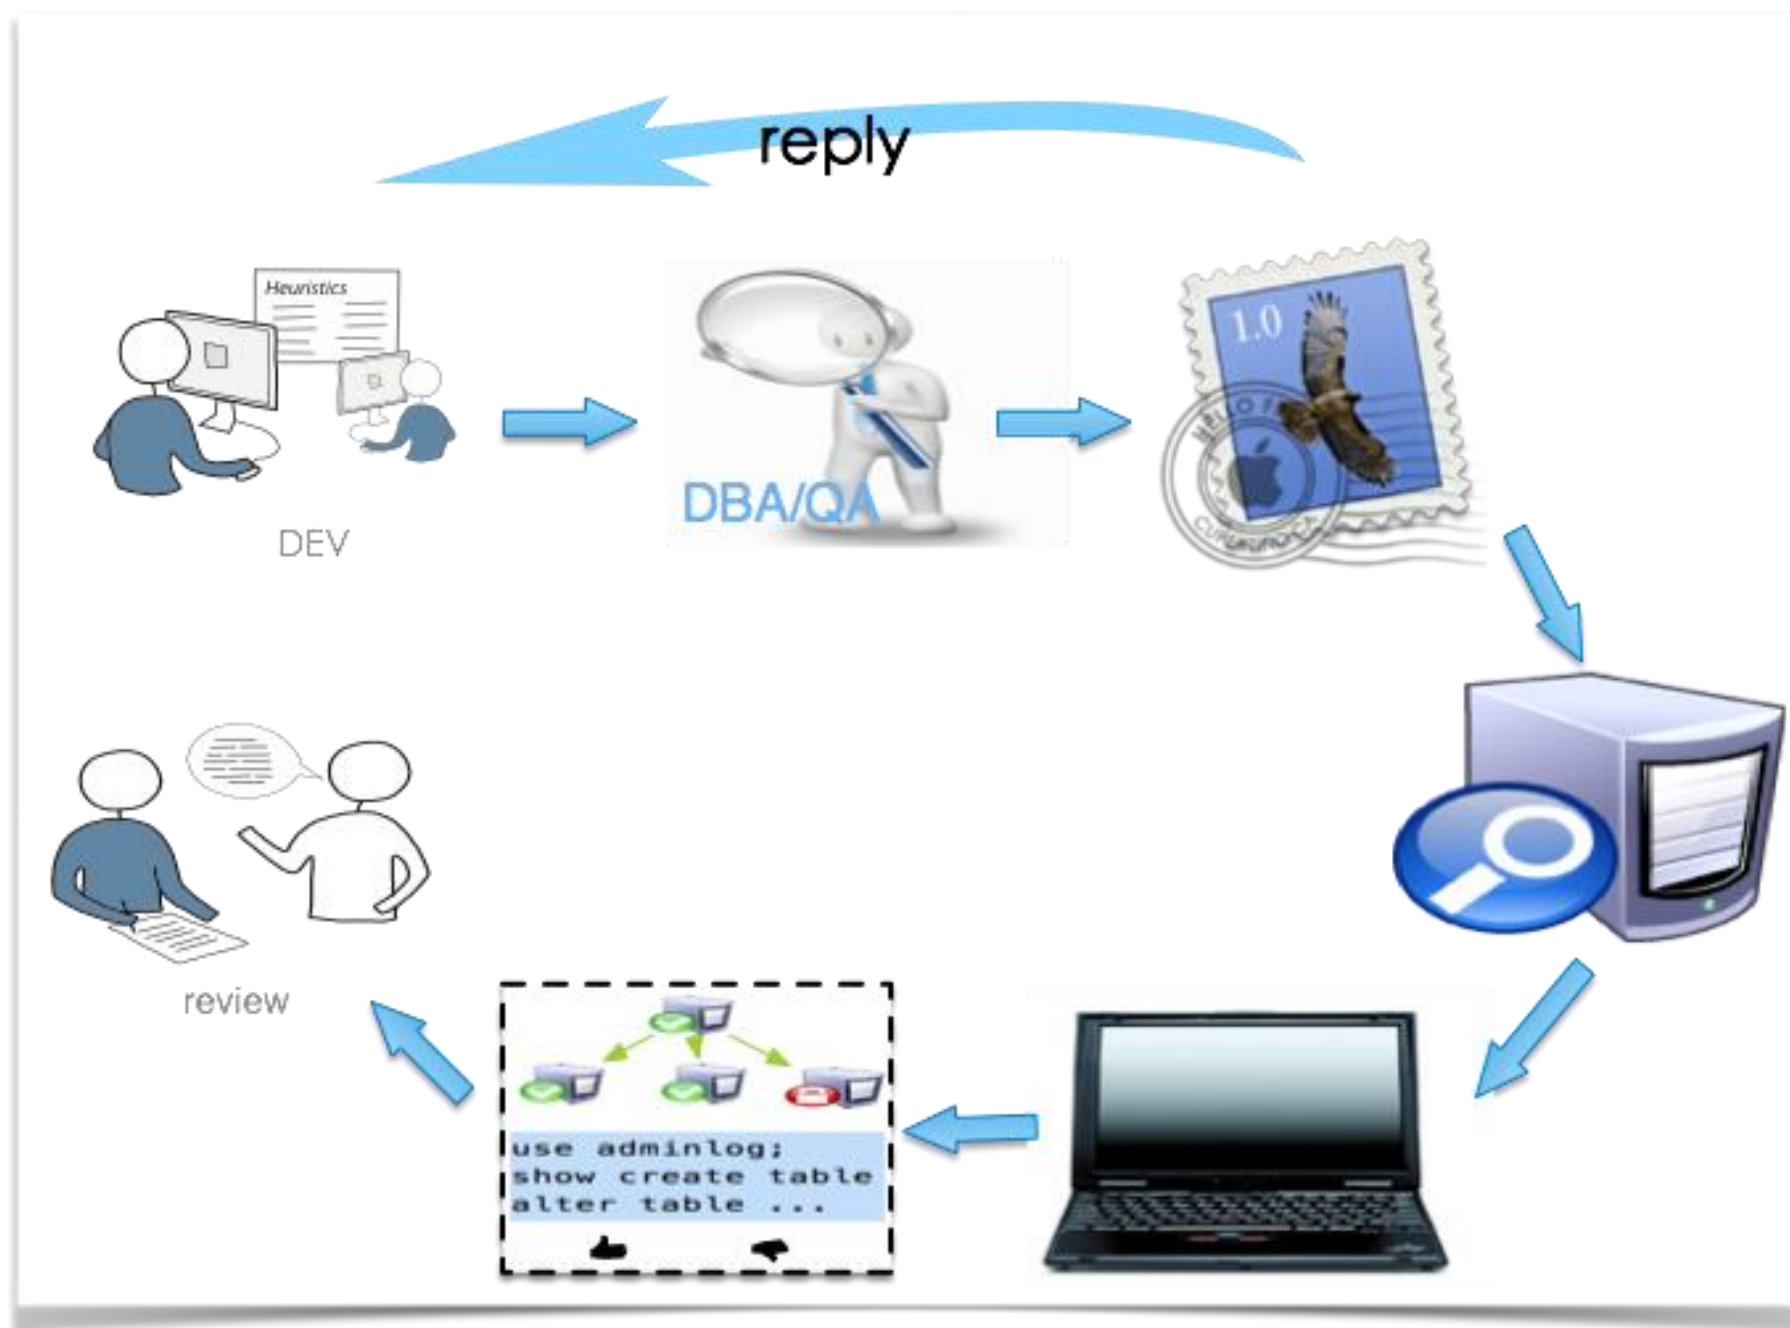 reply
Heuristics
1.0
DBA/QA
DEV
review
use adminlog;
show create table
alter table ...